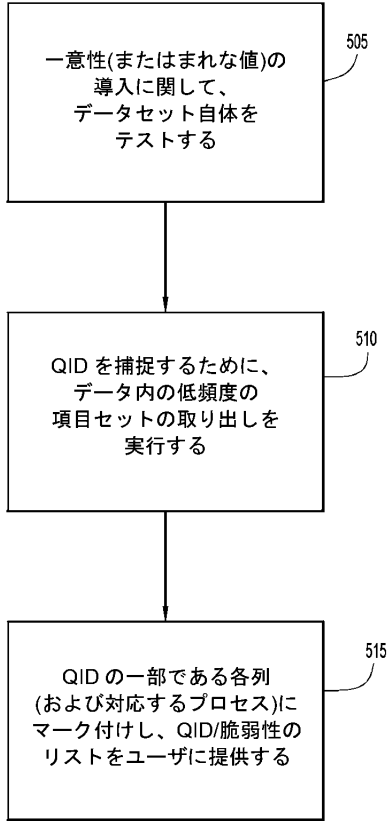 一意性(またはまれな値)の
導入に関して、
データセット自体を
テストする
505
QID を捕捉するために、
データ内の低頻度の
項目セットの取り出しを
実行する
510
QID の一部である各列
(および対応するプロセス)に
マーク付けし、QID/脆弱性の
リストをユーザに提供する
515